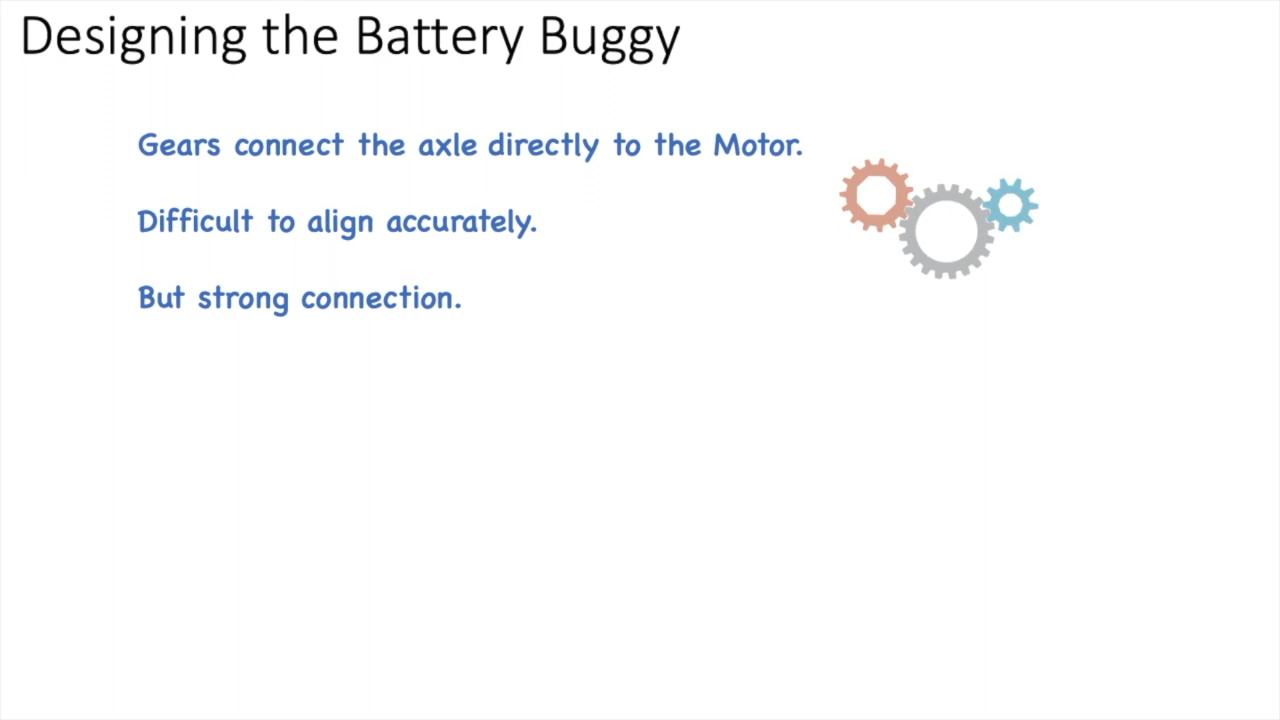 Designing the Battery Buggy
Gears connect the axle directly to the Motor.
Difficult to align accurately.
But strong connection.